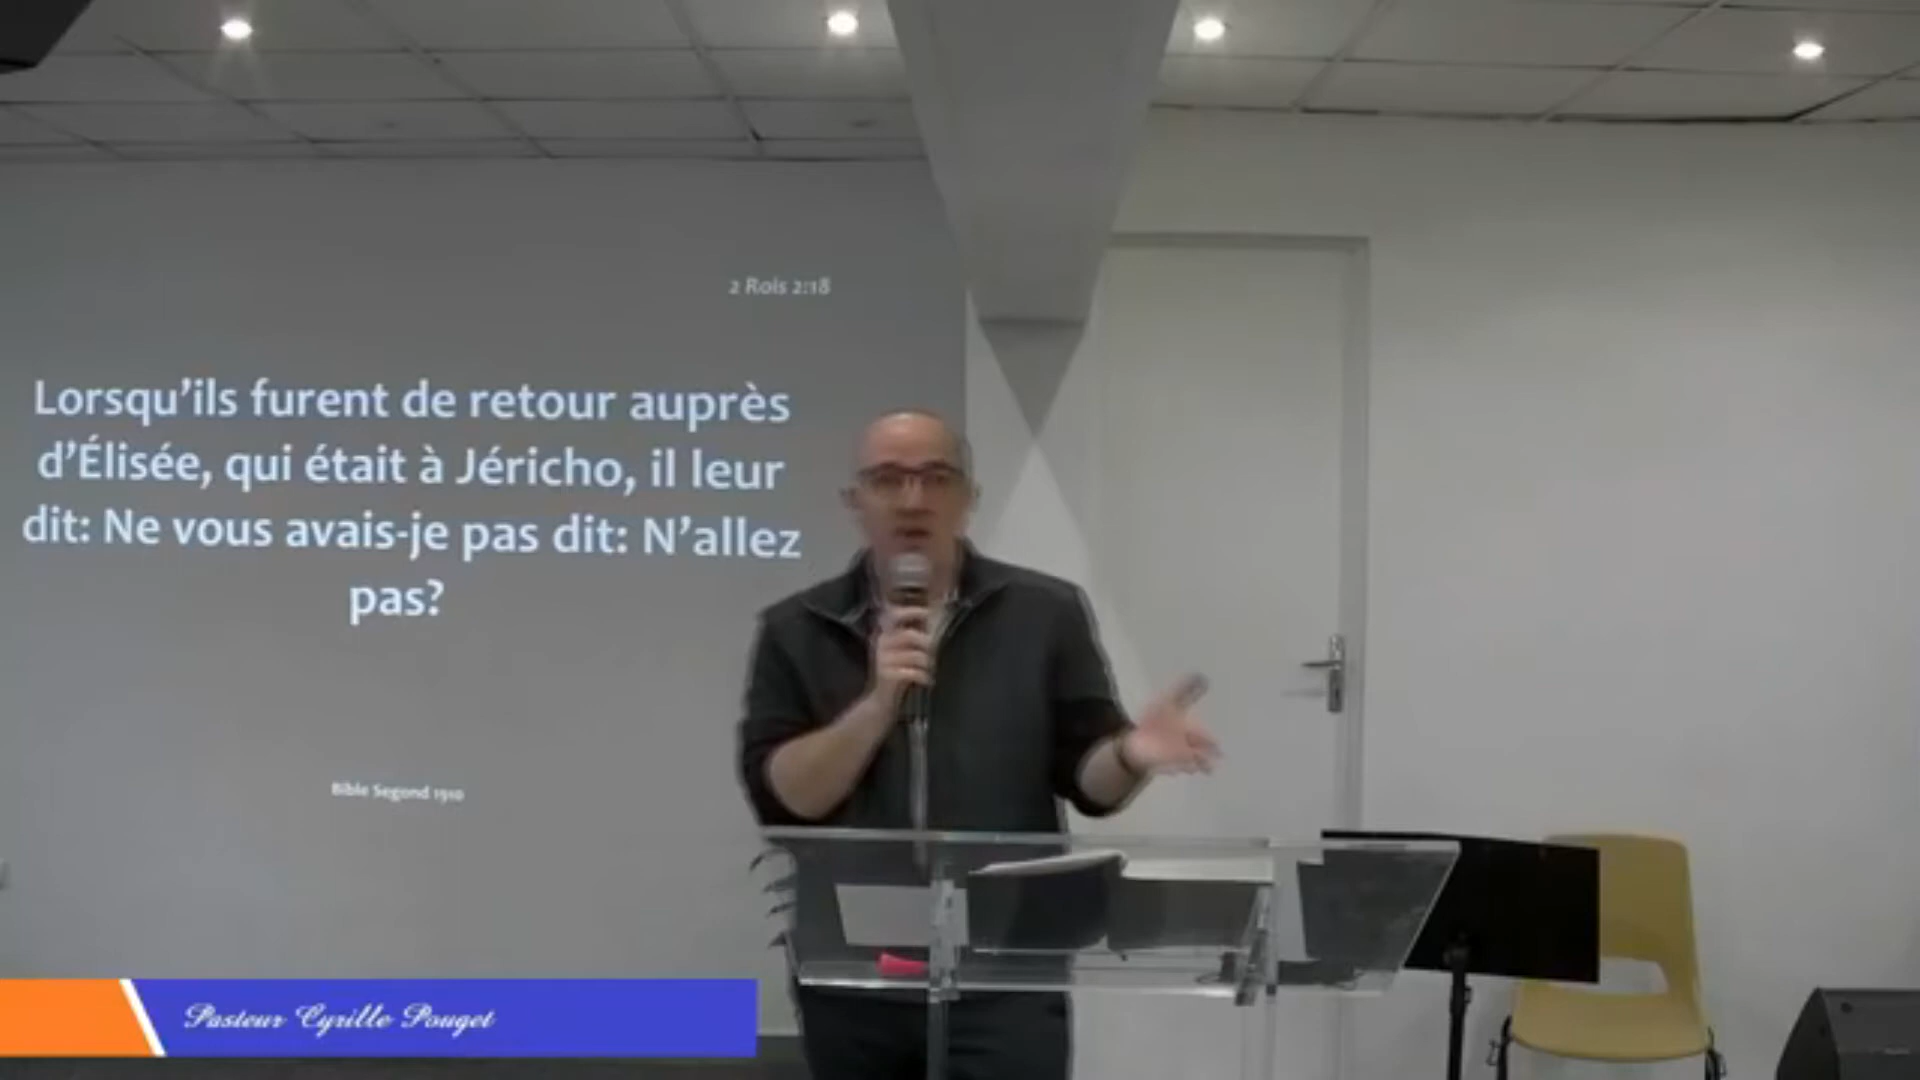 2 Rois 2:18
Lorsqu’ils furent de retour auprès
d’Élisée, qui était à Jéricho, il leur
dit: Ne vous avais-je pas dit: N’allez
pas?
Bible Segond 1910
Pasteur Cyrille Pouget